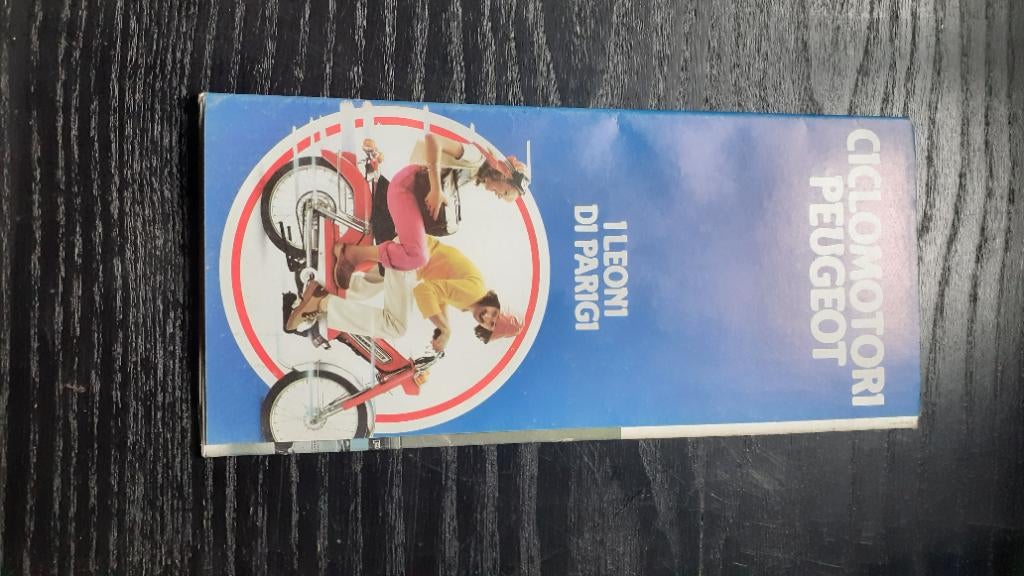 CICLOMOTORI
PEUGEOT
I LEONI
DI PARIGI